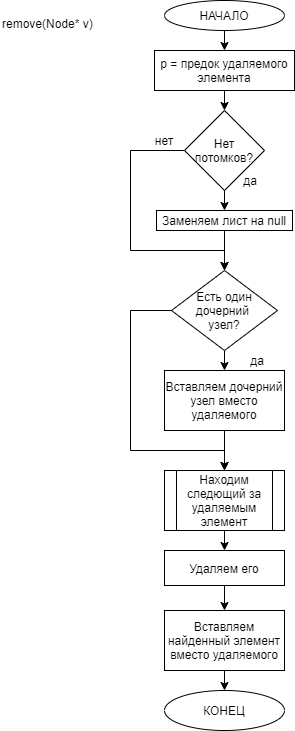 НАЧАЛО
remove(Node* v)
p = предок удаляемого
элемента
Нет
потомков?
нет
да
Заменяем лист на null
Есть один
дочерний
узел?
да
Вставляем дочерний
узел вместо
удаляемого
Находим
следющий за
удаляемым
элемент
Удаляем его
Вставляем
найденный элемент
вместо удаляемого
КОНЕЦ